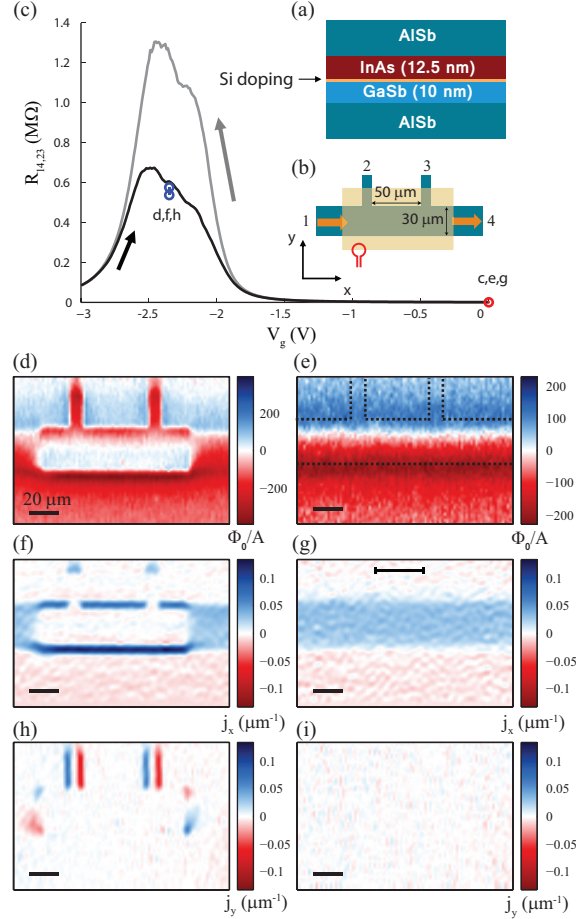 (c)
1.4
1.2
1
0.8
0.6
0.4
0.2
0
R14,23 (MΩ)
−3
−2.5
−2
−1.5
−1
−0.5
0
Vg (V)
d,f,h
c,e,g
(a)
AlSb
InAs (12.5 nm)
Si doping
GaSb (10 nm)
AlSb
(b)
2
3
50 µm
1
30 µm
4
y
x
(d)
200
0
−200
20 µm
Φ0/A
(e)
200
100
0
−100
−200
Φ0/A
(f)
0.1
0.05
0
−0.05
−0.1
jx (µm-1)
(g)
0.1
0.05
0
−0.05
−0.1
jx (µm-1)
(h)
0.1
0.05
0
−0.05
−0.1
jy (µm-1)
(i)
0.1
0.05
0
−0.05
−0.1
jy (µm-1)